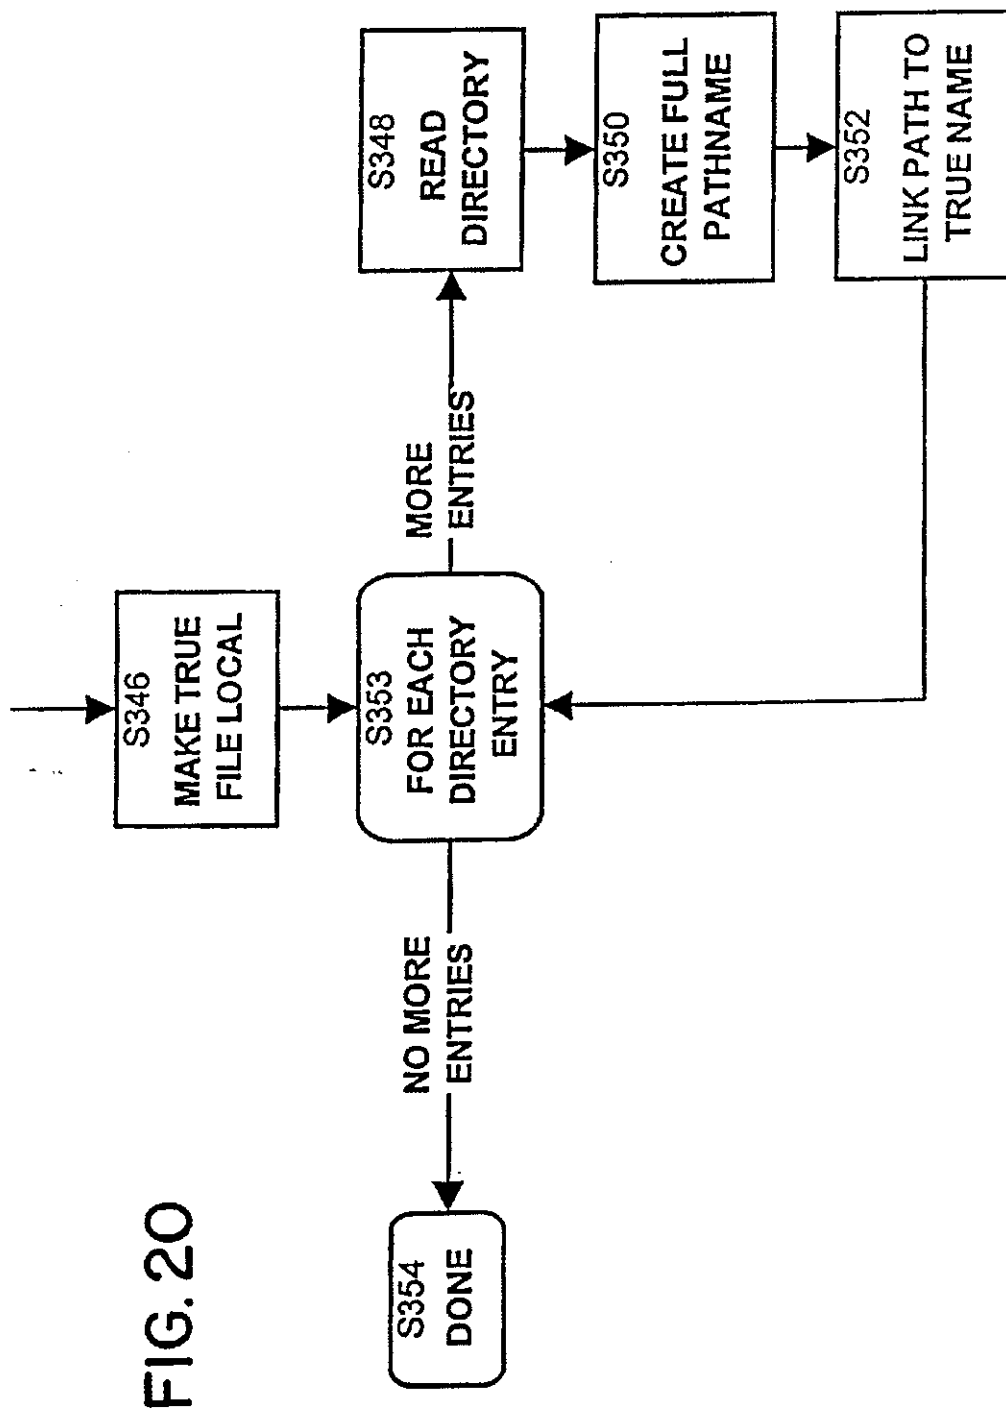 FIG. 20
S346
MAKE TRUE
FILE LOCAL
S353
FOR EACH
DIRECTORY
ENTRY
NO MORE
ENTRIES
MORE
ENTRIES
S354
DONE
S348
READ
DIRECTORY
S350
CREATE FULL
PATHNAME
S352
LINK PATH TO
TRUE NAME